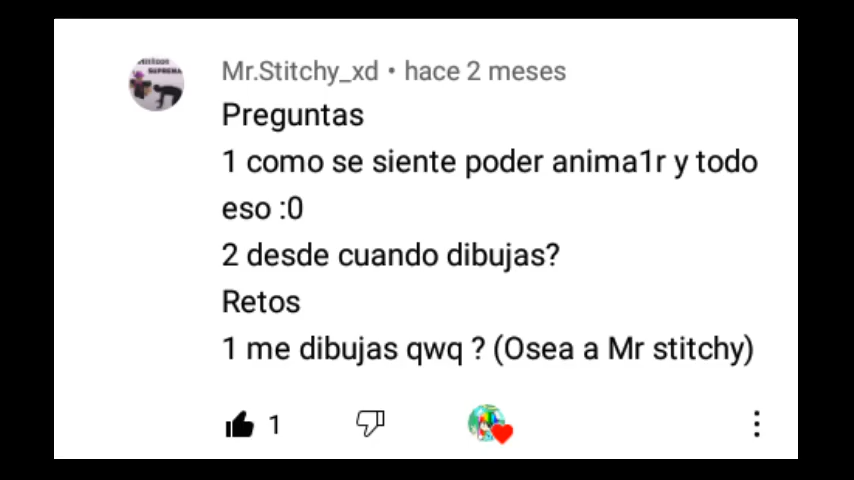 Mr.Stitchy_xd • hace 2 meses
Preguntas
1 como se siente poder anima1r y todo
eso :0
2 desde cuando dibujas?
Retos
1 me dibujas qwq ? (Osea a Mr stitchy)
1